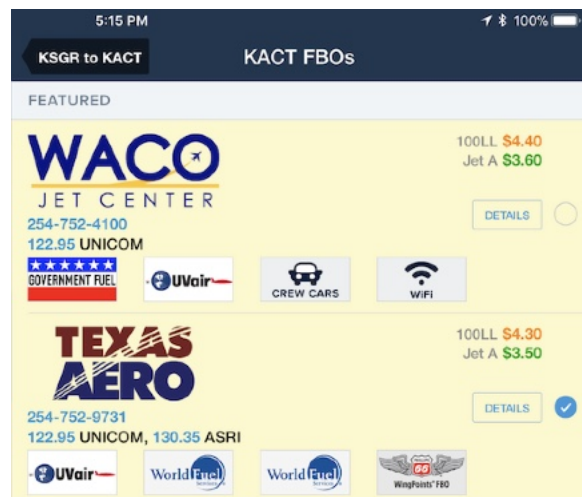 5:15 PM
100%
KSGR to KACT
KACT FBOs
FEATURED
WACO
JET CENTER
100LL $4.40
Jet A $3.60
DETAILS
254-752-4100
122.95 UNICOM
GOVERNMENT FUEL
UVair
CREW CARS
WiFi
TEXAS
AERO
100LL $4.30
Jet A $3.50
DETAILS
254-752-9731
122.95 UNICOM, 130.35 ASRI
UVair
World Fuel
Services
World Fuel
Services
66
WingPoints® FBO